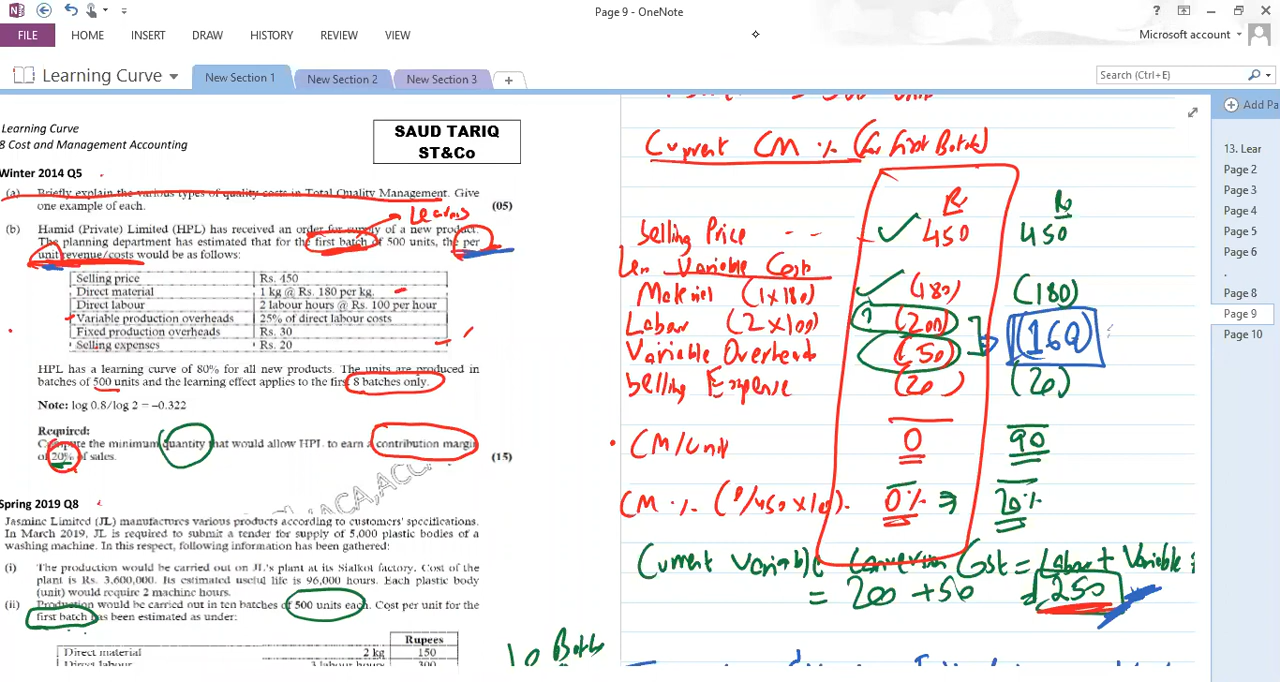 Page 9 - OneNote
?
FILE HOME INSERT DRAW HISTORY REVIEW VIEW
Microsoft account
Learning Curve
New Section 1
New Section 2
New Section 3
+
Search (Ctrl+E)
Add Pa
13. Lear
Page 2
Page 3
Page 4
Page 5
Page 6
Page 8
Page 9
Page 10
Learning Curve
8 Cost and Management Accounting
SAUD TARIQ
ST&Co
Winter 2014 Q5
(a) Briefly explain the various types of quality costs in Total Quality Management. Give
one example of each. (05)
(b) Hamid (Private) Limited (HPL) has received an order for supply of a new product.
The planning department has estimated that for the first batch of 500 units, the per
unit revenue/costs would be as follows:
Selling price Rs. 450
Direct material 1 kg @ Rs. 180 per kg.
Direct labour 2 labour hours @ Rs. 100 per hour
Variable production overheads 25% of direct labour costs
Fixed production overheads Rs. 30
Selling expenses Rs. 20
HPL has a learning curve of 80% for all new products. The units are produced in
batches of 500 units and the learning effect applies to the first 8 batches only.
Note: log 0.8/log 2 = −0.322
Required:
Compute the minimum quantity that would allow HPL to earn a contribution margin
of 20% of sales. (15)
Spring 2019 Q8
Jasmine Limited (JL) manufactures various products according to customers' specifications.
In March 2019, JL is required to submit a tender for supply of 5,000 plastic bodies of a
washing machine. In this respect, following information has been gathered:
(i) The production would be carried out on JL's plant at its Sialkot factory. Cost of the
plant is Rs. 3,600,000. Its estimated useful life is 96,000 hours. Each plastic body
(unit) would require 2 machine hours.
(ii) Production would be carried out in ten batches of 500 units each. Cost per unit for the
first batch has been estimated as under:
Rupees
Direct material 2 kg 150
Direct labour 3 labour hours 300
10 Batches
Current CM % (for first Batch)
Rs Rs
Selling Price -- 450 450
Less Variable Cost
Material (1x180) (180) (180)
Labor (2x100) (200) (160)
Variable Overheads (50)
Selling Expense (20) (20)
CM/unit 0 90
CM % (0/450x100). 0% ⇒ 20%
Current Variable Conversion Cost = Labor + Variable
= 200 + 50 = 250